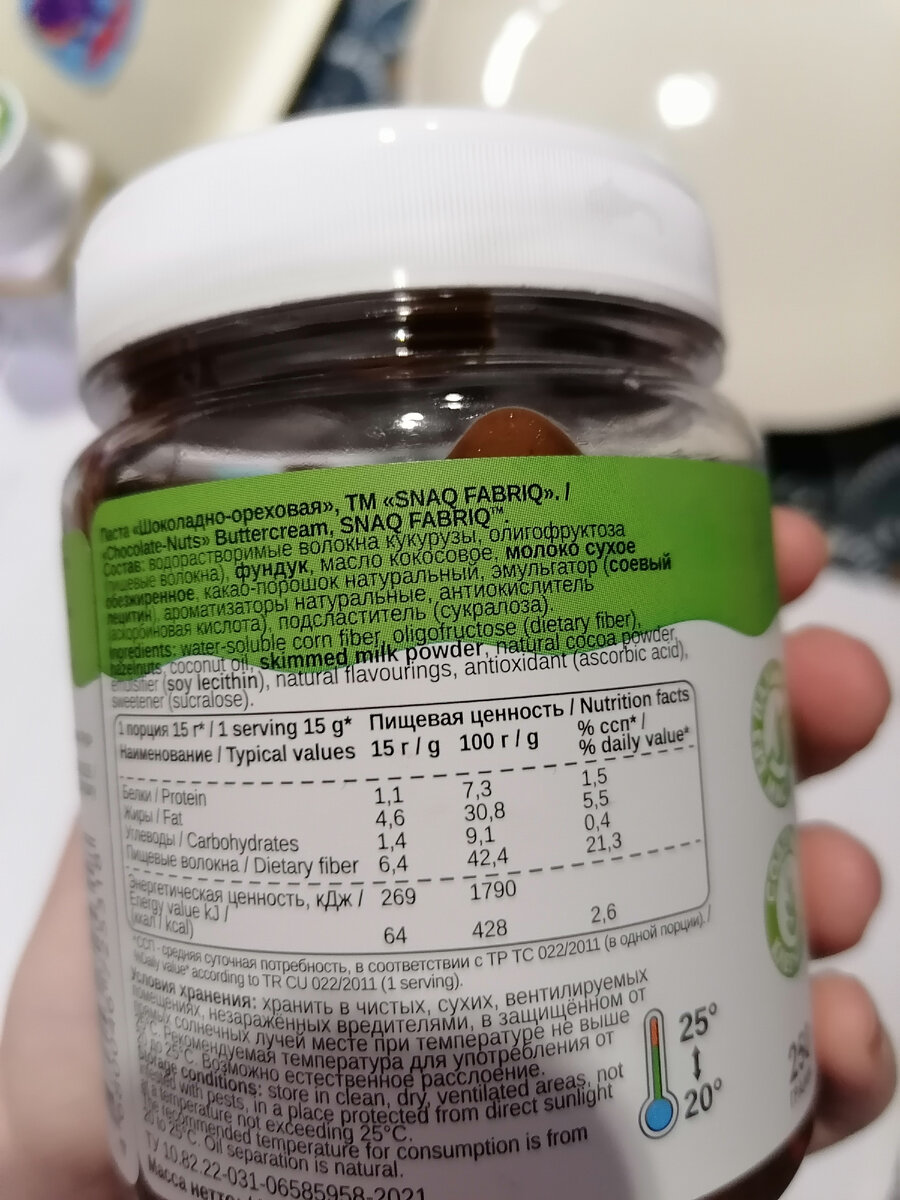 Паста «Шоколадно-ореховая», ТМ «SNAQ FABRIQ». /
«Chocolate-Nuts» Buttercream, SNAQ FABRIQ™.
Состав: водорастворимые волокна кукурузы, олигофруктоза
(пищевые волокна), фундук, масло кокосовое, молоко сухое
обезжиренное, какао-порошок натуральный, эмульгатор (соевый
лецитин), ароматизаторы натуральные, антиокислитель
(аскорбиновая кислота), подсластитель (сукралоза).
Ingredients: water-soluble corn fiber, oligofructose (dietary fiber),
hazelnuts, coconut oil, skimmed milk powder, natural cocoa powder,
emulsifier (soy lecithin), natural flavourings, antioxidant (ascorbic acid),
sweetener (sucralose).
1 порция 15 г* / 1 serving 15 g* Пищевая ценность / Nutrition facts
Наименование / Typical values 15 г / g 100 г / g % ссп* /
% daily value*
Белки / Protein 1,1 7,3 1,5
Жиры / Fat 4,6 30,8 5,5
Углеводы / Carbohydrates 1,4 9,1 0,4
Пищевые волокна / Dietary fiber 6,4 42,4 21,3
Энергетическая ценность, кДж / 269 1790
Energy value kJ /
(ккал / kcal) 64 428 2,6
*ССП - средняя суточная потребность, в соответствии с ТР ТС 022/2011 (в одной порции). /
%Daily value* according to TR CU 022/2011 (1 serving).
Условия хранения: хранить в чистых, сухих, вентилируемых
помещениях, незаражённых вредителями, в защищённом от
прямых солнечных лучей месте при температуре не выше
25°С. Рекомендуемая температура для употребления от
20 до 25°С. Возможно естественное расслоение.
Storage conditions: store in clean, dry, ventilated areas, not
infested with pests, in a place protected from direct sunlight
at a temperature not exceeding 25°C.
The recommended temperature for consumption is from
20 to 25°C. Oil separation is natural.
25°
20°
ТУ 10.82.22-031-06585958-2021
Масса нетто: